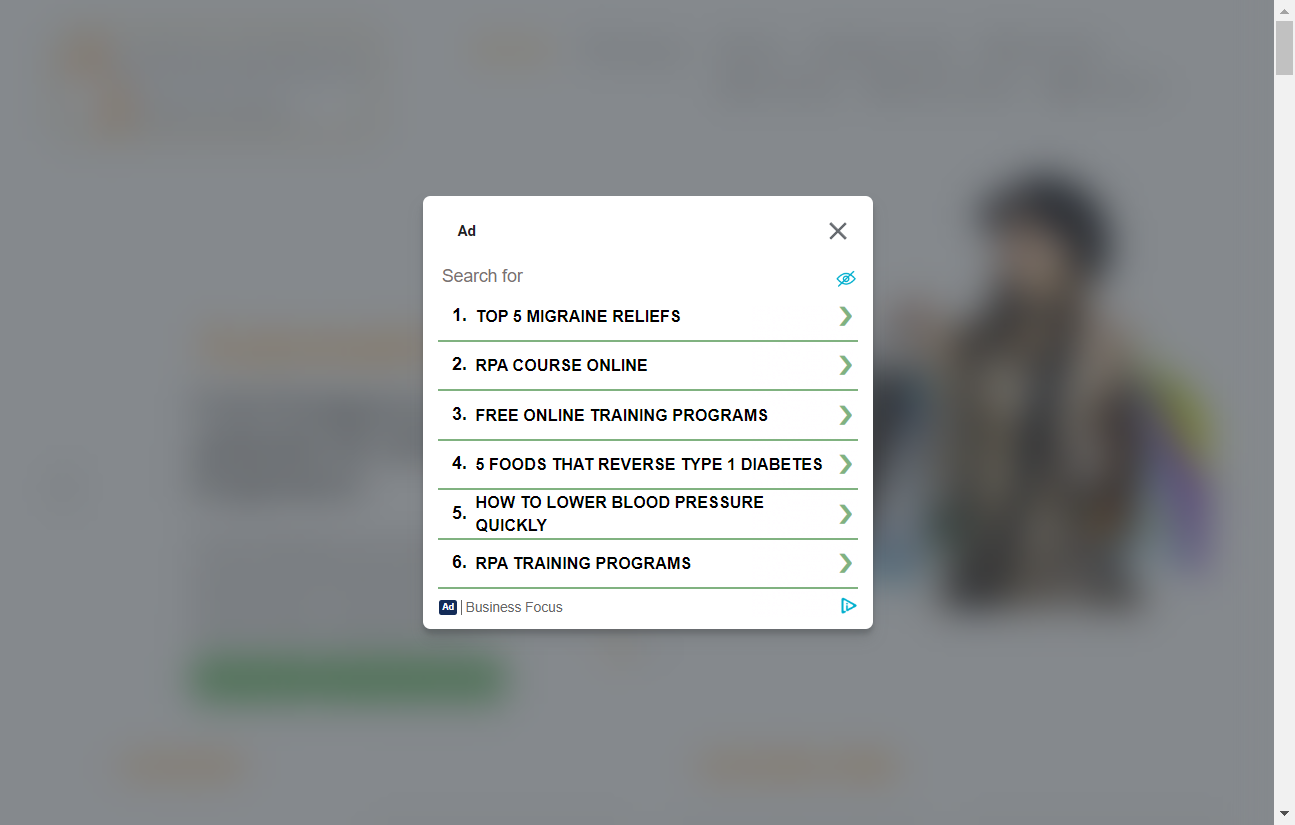 Ad
Search for
1. TOP 5 MIGRAINE RELIEFS
2. RPA COURSE ONLINE
3. FREE ONLINE TRAINING PROGRAMS
4. 5 FOODS THAT REVERSE TYPE 1 DIABETES
5. HOW TO LOWER BLOOD PRESSURE
QUICKLY
6. RPA TRAINING PROGRAMS
Ad | Business Focus